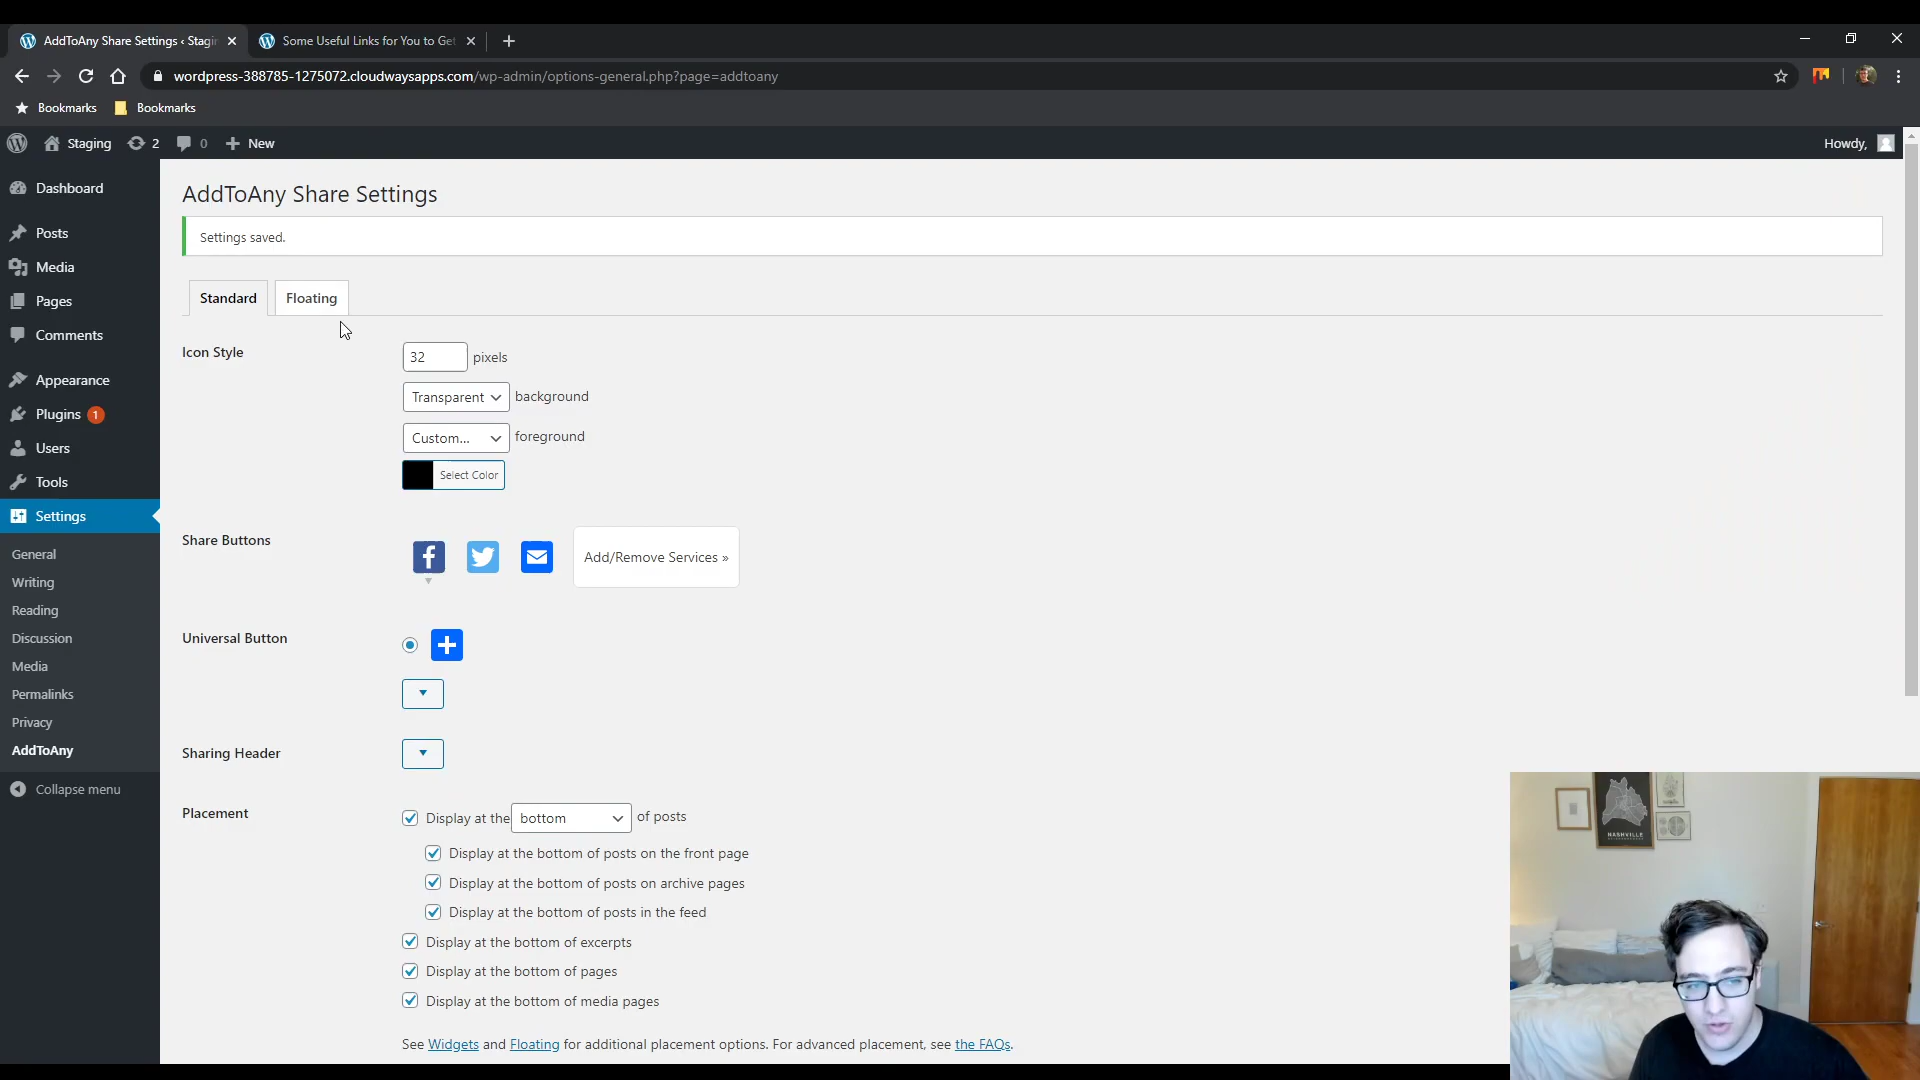 AddToAny Share Settings ‹ Stagin
Some Useful Links for You to Get
wordpress-388785-1275072.cloudwaysapps.com/wp-admin/options-general.php?page=addtoany
Bookmarks
Bookmarks
Staging
2
0
New
Howdy,
Dashboard
Posts
Media
Pages
Comments
Appearance
Plugins 1
Users
Tools
Settings
General
Writing
Reading
Discussion
Media
Permalinks
Privacy
AddToAny
Collapse menu
AddToAny Share Settings
Settings saved.
Standard
Floating
Icon Style
32 pixels
Transparent background
Custom... foreground
Select Color
Share Buttons
Add/Remove Services »
Universal Button
Sharing Header
Placement
Display at the bottom of posts
Display at the bottom of posts on the front page
Display at the bottom of posts on archive pages
Display at the bottom of posts in the feed
Display at the bottom of excerpts
Display at the bottom of pages
Display at the bottom of media pages
See Widgets and Floating for additional placement options. For advanced placement, see the FAQs.
NASHVILLE